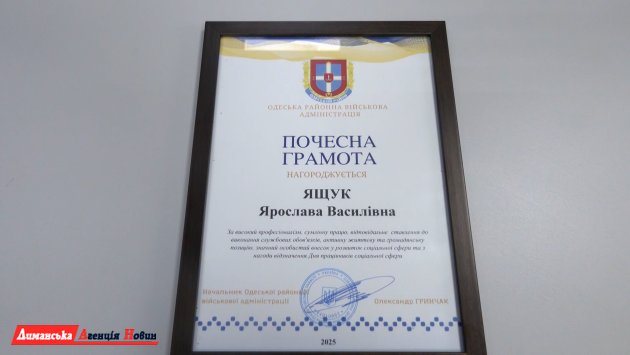 ОДЕСЬКА РАЙОННА ВІЙСЬКОВА
АДМІНІСТРАЦІЯ
ПОЧЕСНА
ГРАМОТА
НАГОРОДЖУЄТЬСЯ
ЯЩУК
Ярослава Василівна
За високий професіоналізм, сумлінну працю, відповідальне ставлення до
виконання службових обов'язків, активну життєву та громадянську
позицію, значний особистий внесок у розвиток соціальної сфери та з
нагоди відзначення Дня працівників соціальної сфери
Начальник Одеської районної
військової адміністрації
Олександр ГРИНЧАК
2025
Лиманська Агенція Новин